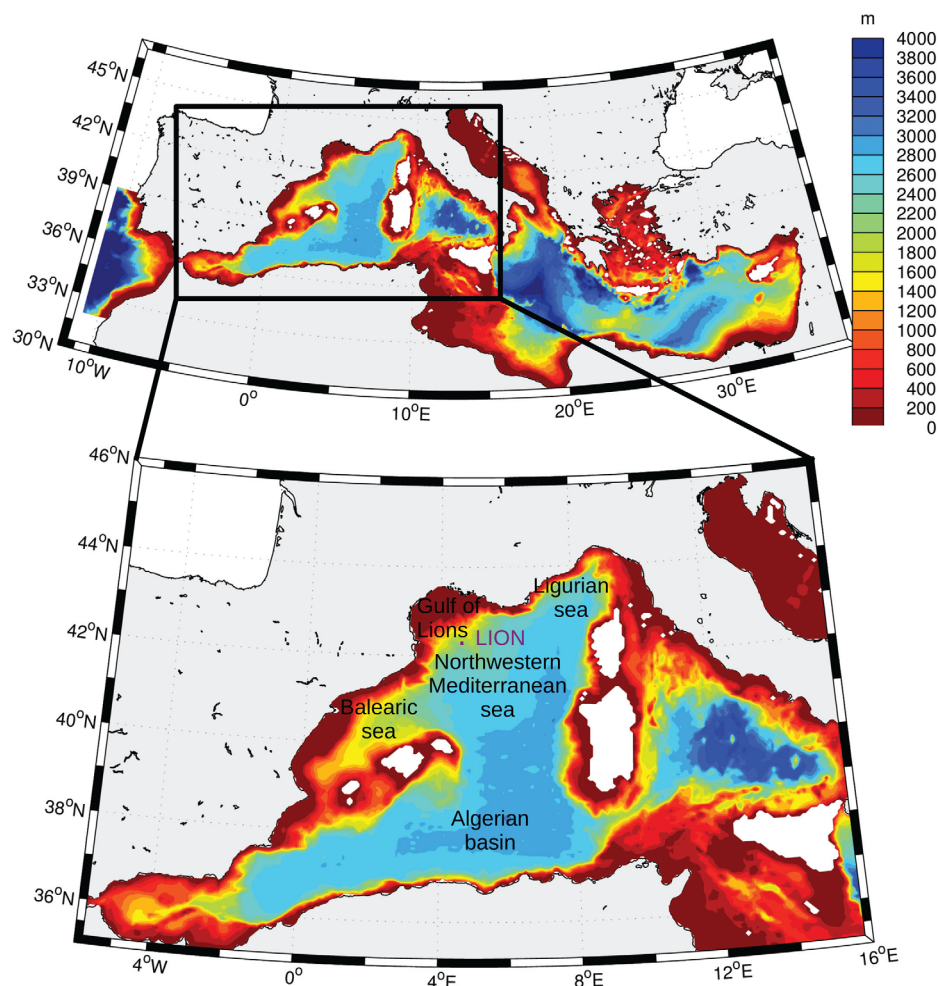 m
4000
3800
3600
3400
3200
3000
2800
2600
2400
2200
2000
1800
1600
1400
1200
1000
800
600
400
200
0
45°N
42°N
39°N
36°N
33°N
30°N
10°W
0°
10°E
20°E
30°E
46°N
44°N
42°N
40°N
38°N
36°N
Ligurian
sea
Gulf of
Lions
LION
Northwestern
Mediterranean
sea
Balearic
sea
Algerian
basin
4°W
0°
4°E
8°E
12°E
16°E